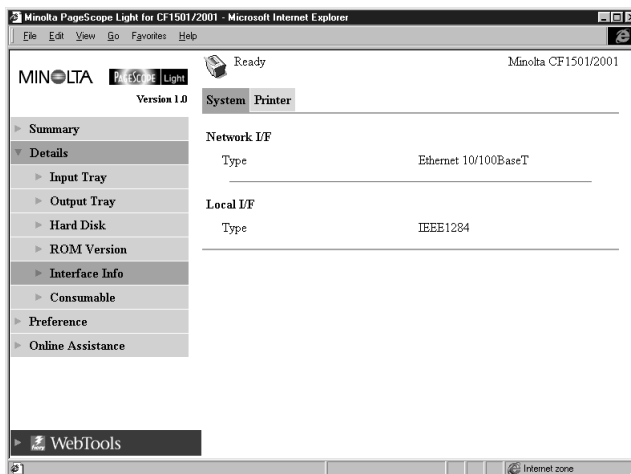 Minolta PageScope Light for CF1501/2001 - Microsoft Internet Explorer
File Edit View Go Favorites Help
MINOLTA PAGESCOPE Light
Version 1.0
Ready
Minolta CF1501/2001
System Printer
Summary
Details
Input Tray
Output Tray
Hard Disk
ROM Version
Interface Info
Consumable
Preference
Online Assistance
Network I/F
Type Ethernet 10/100BaseT
Local I/F
Type IEEE1284
WebTools
Internet zone